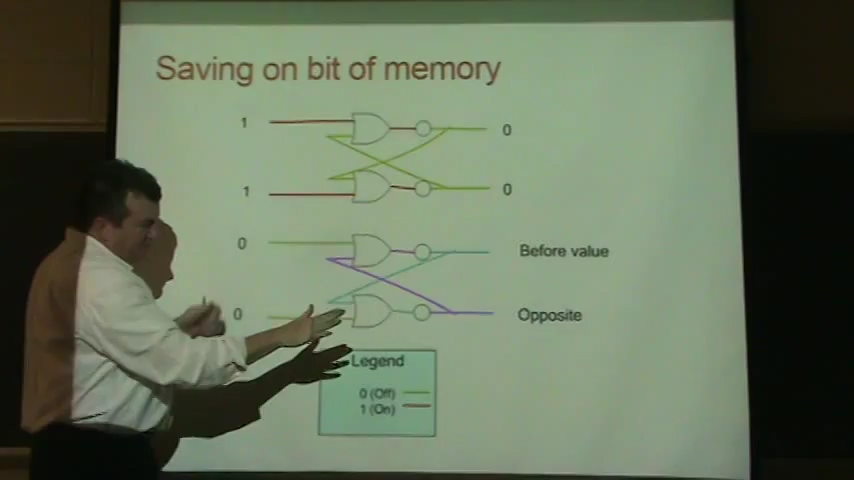 Saving on bit of memory
1
0
1
0
0
Before value
0
Opposite
Legend
0 (Off)
1 (On)